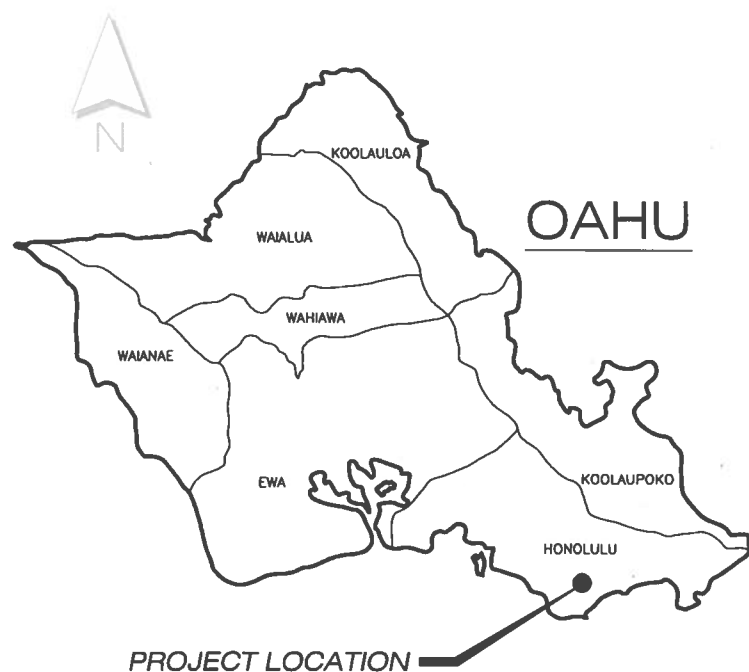 N
KOOLAULOA
OAHU
WAIALUA
WAHIAWA
WAIANAE
EWA
KOOLAUPOKO
HONOLULU
PROJECT LOCATION